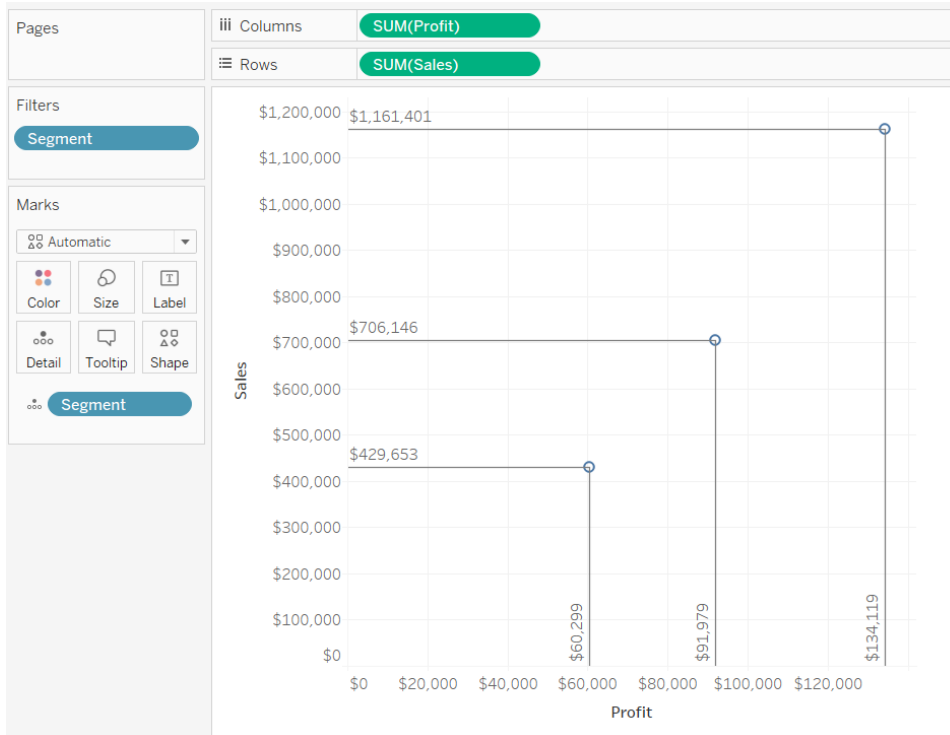 Pages
Columns
SUM(Profit)
Rows
SUM(Sales)
Filters
Segment
Marks
Automatic
Color
Size
Label
Detail
Tooltip
Shape
Segment
Sales
$1,200,000
$1,100,000
$1,000,000
$900,000
$800,000
$700,000
$600,000
$500,000
$400,000
$300,000
$200,000
$100,000
$0
$1,161,401
$706,146
$429,653
$60,299
$91,979
$134,119
$0 $20,000 $40,000 $60,000 $80,000 $100,000 $120,000
Profit